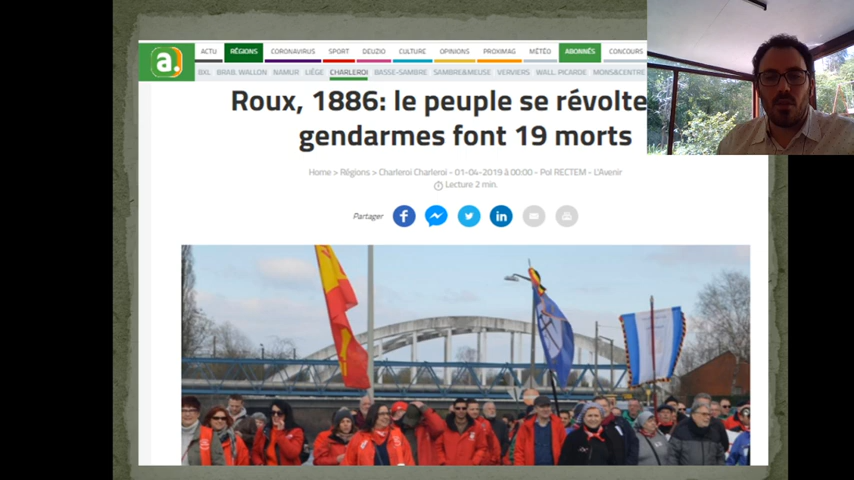 a.
ACTU RÉGIONS CORONAVIRUS SPORT DEUZIO CULTURE OPINIONS PROXIMAG MÉTÉO ABONNÉS CONCOURS
BXL BRAB. WALLON NAMUR LIÈGE CHARLEROI BASSE-SAMBRE SAMBRE&MEUSE VERVIERS WALL. PICARDE MONS&CENTRE
Roux, 1886: le peuple se révolte
gendarmes font 19 morts
Home > Régions > Charleroi Charleroi - 01-04-2019 à 00:00 - Pol RECTEM - L'Avenir
Lecture 2 min.
Partager